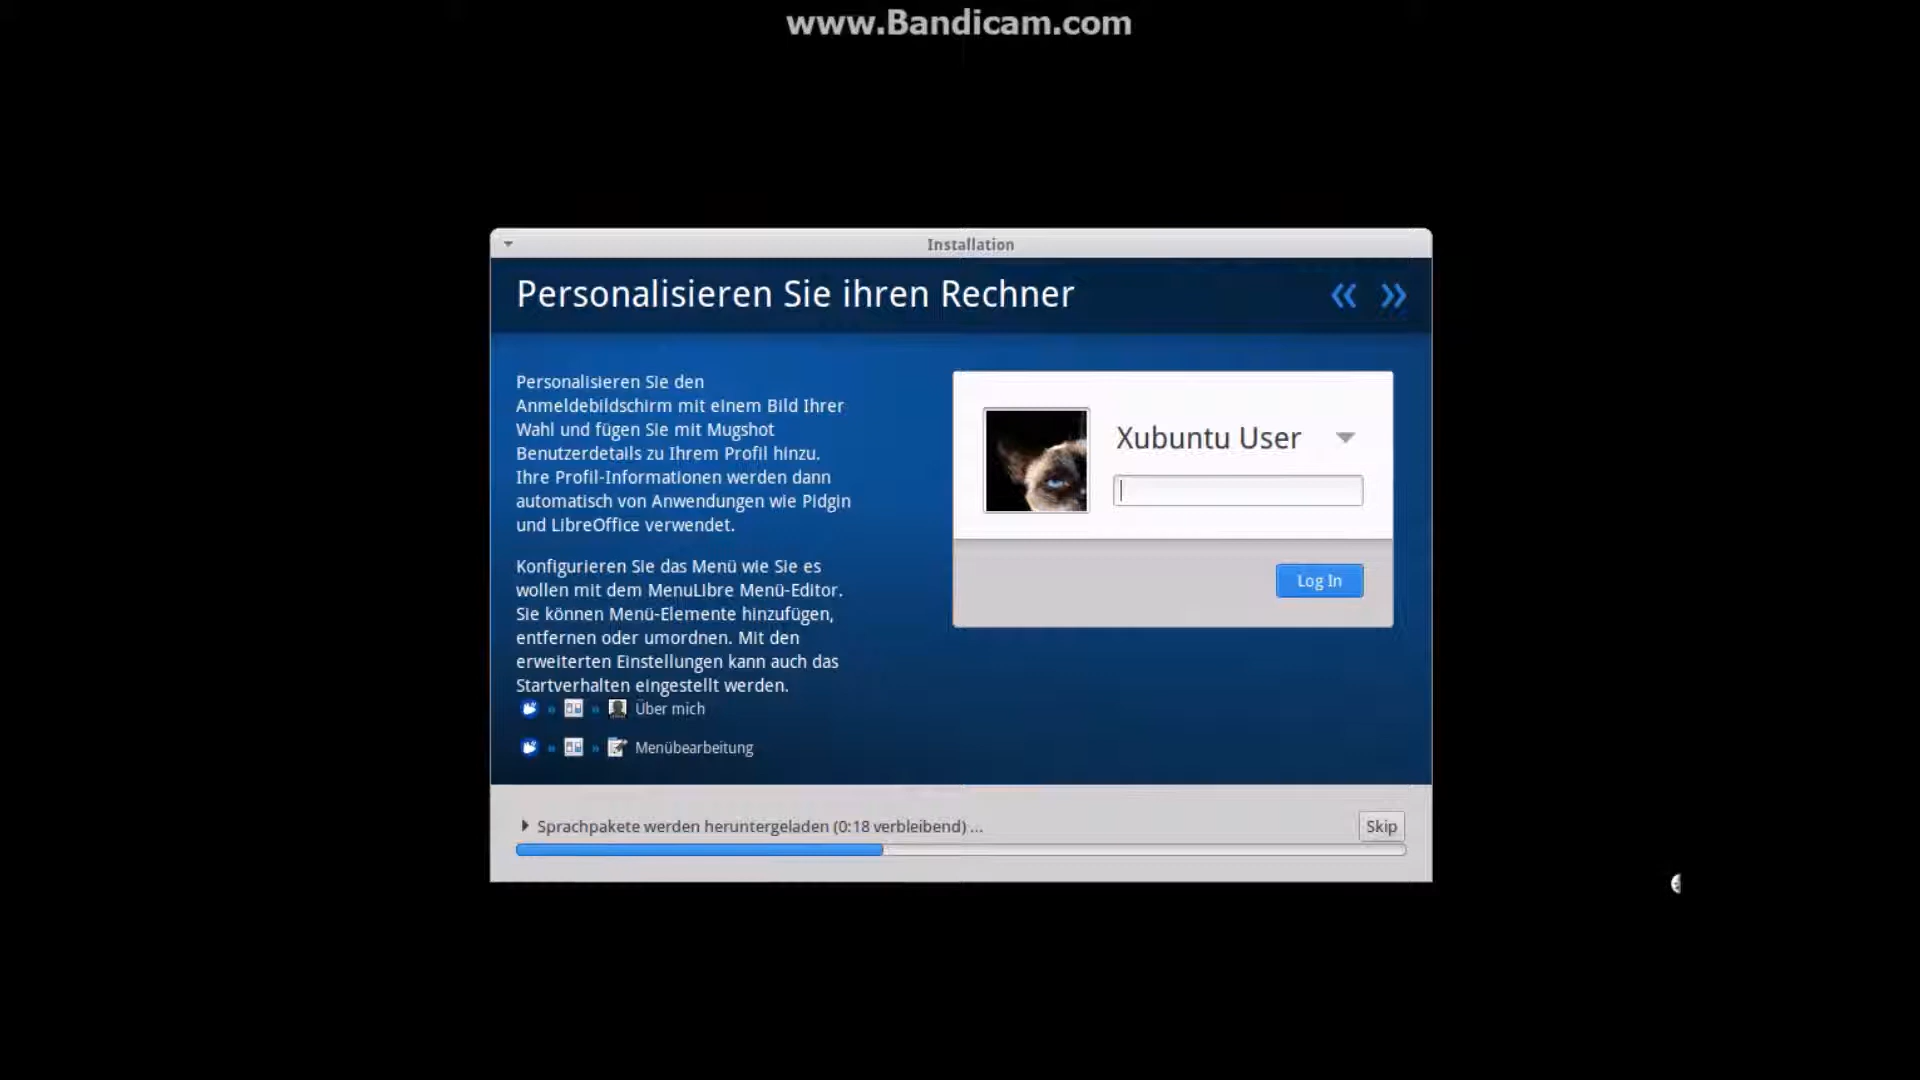 www.Bandicam.com
Installation
Personalisieren Sie ihren Rechner
Personalisieren Sie den
Anmeldebildschirm mit einem Bild Ihrer
Wahl und fügen Sie mit Mugshot
Benutzerdetails zu Ihrem Profil hinzu.
Ihre Profil-Informationen werden dann
automatisch von Anwendungen wie Pidgin
und LibreOffice verwendet.
Konfigurieren Sie das Menü wie Sie es
wollen mit dem MenuLibre Menü-Editor.
Sie können Menü-Elemente hinzufügen,
entfernen oder umordnen. Mit den
erweiterten Einstellungen kann auch das
Startverhalten eingestellt werden.
» » Über mich
» » Menübearbeitung
Xubuntu User
Log In
Sprachpakete werden heruntergeladen (0:18 verbleibend) ...
Skip